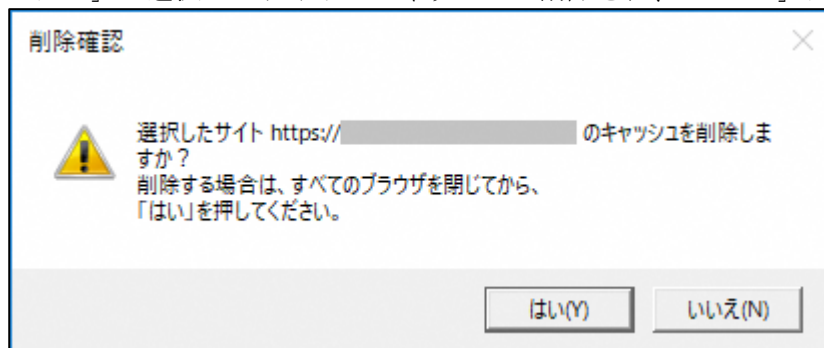 削除確認
選択したサイト https:// のキャッシュを削除しま
すか？
削除する場合は、すべてのブラウザを閉じてから、
「はい」を押してください。
はい(Y) いいえ(N)